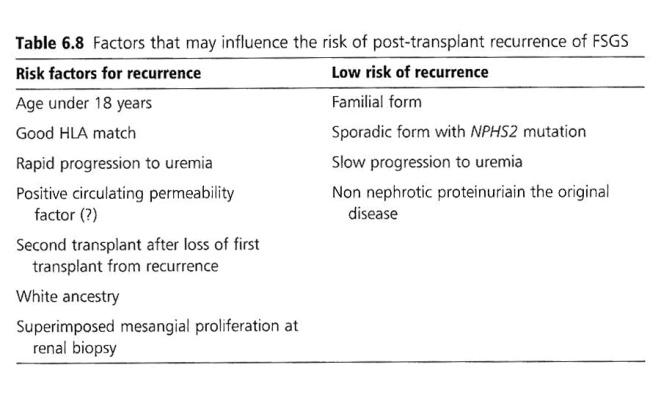 Table 6.8 Factors that may influence the risk of post-transplant recurrence of FSGS
Risk factors for recurrence
Low risk of recurrence
Age under 18 years
Familial form
Good HLA match
Sporadic form with NPHS2 mutation
Rapid progression to uremia
Slow progression to uremia
Positive circulating permeability
factor (?)
Non nephrotic proteinuriain the original
disease
Second transplant after loss of first
transplant from recurrence
White ancestry
Superimposed mesangial proliferation at
renal biopsy